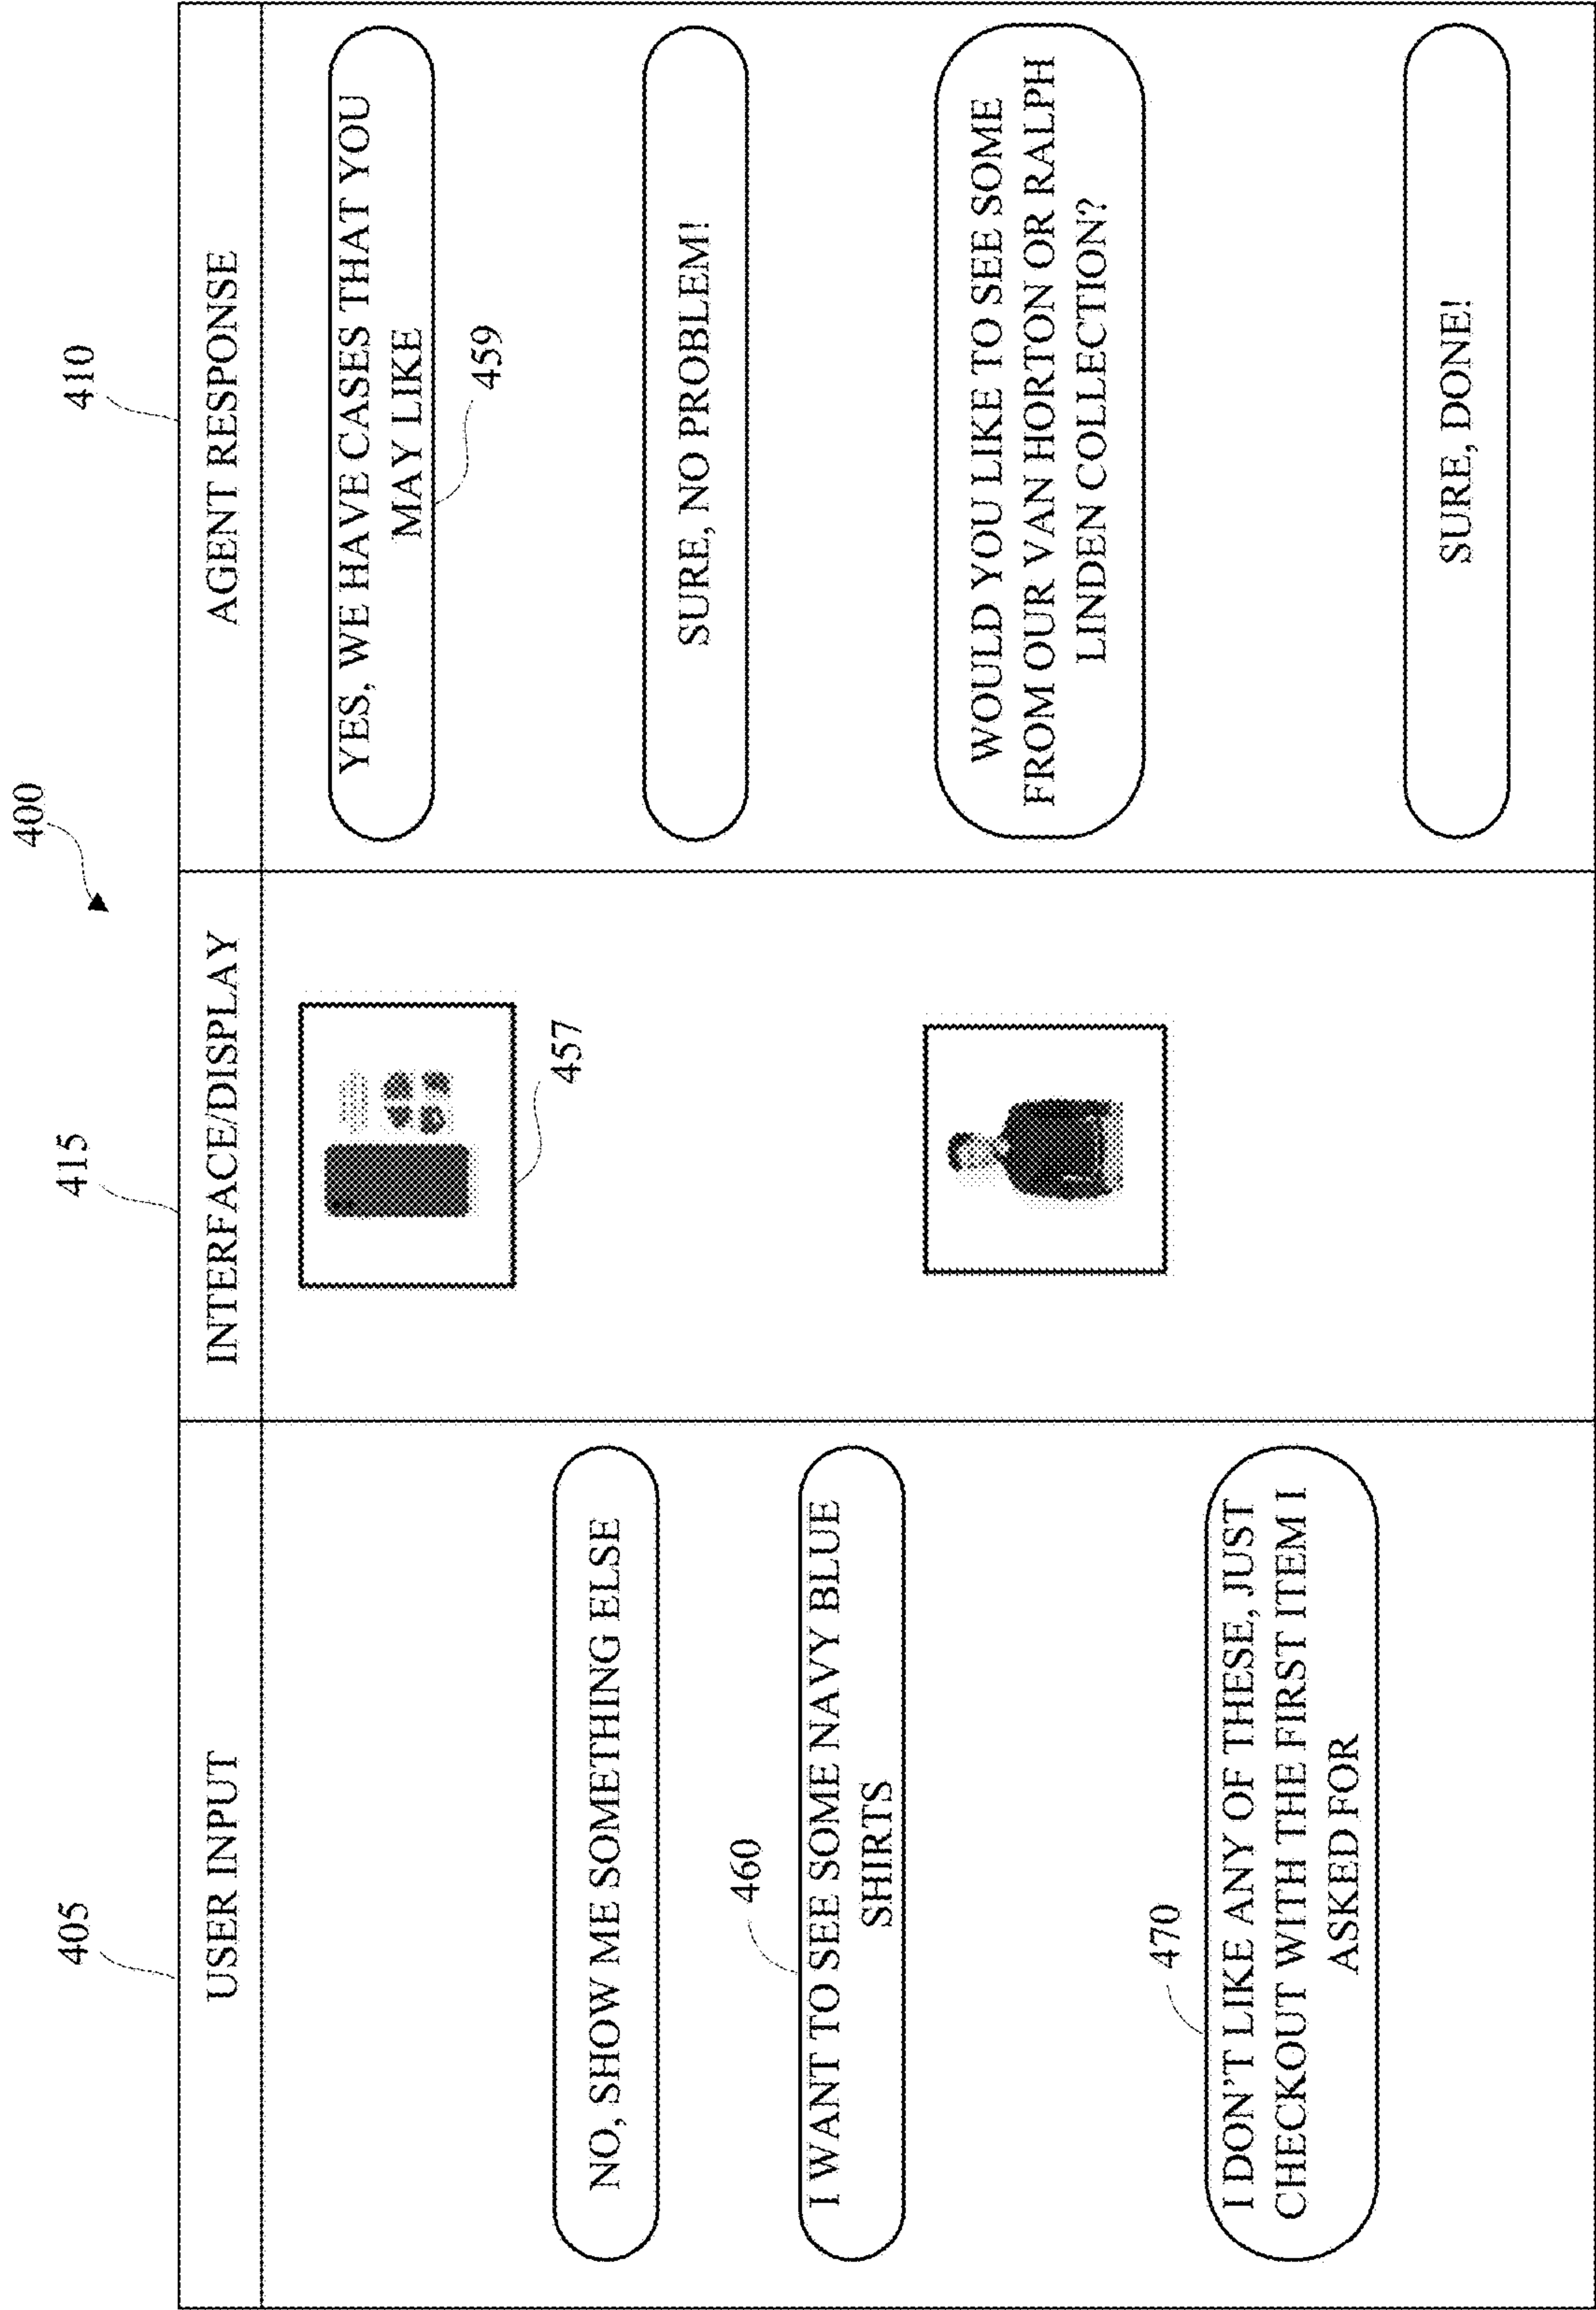 400
405
415
410
USER INPUT
INTERFACE/DISPLAY
AGENT RESPONSE
YES, WE HAVE CASES THAT YOU
MAY LIKE
459
457
NO, SHOW ME SOMETHING ELSE
SURE, NO PROBLEM!
460
I WANT TO SEE SOME NAVY BLUE
SHIRTS
WOULD YOU LIKE TO SEE SOME
FROM OUR VAN HORTON OR RALPH
LINDEN COLLECTION?
470
I DON'T LIKE ANY OF THESE, JUST
CHECKOUT WITH THE FIRST ITEM I
ASKED FOR
SURE, DONE!